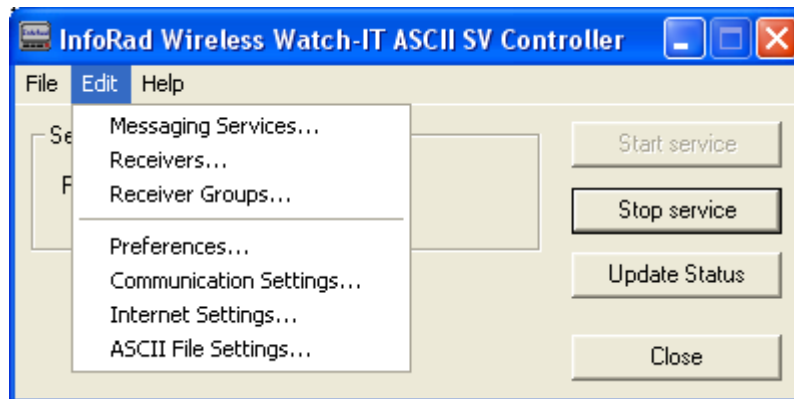 InfoRad Wireless Watch-IT ASCII SV Controller
File Edit Help
Messaging Services...
Receivers...
Receiver Groups...
Preferences...
Communication Settings...
Internet Settings...
ASCII File Settings...
Se
F
Start service
Stop service
Update Status
Close